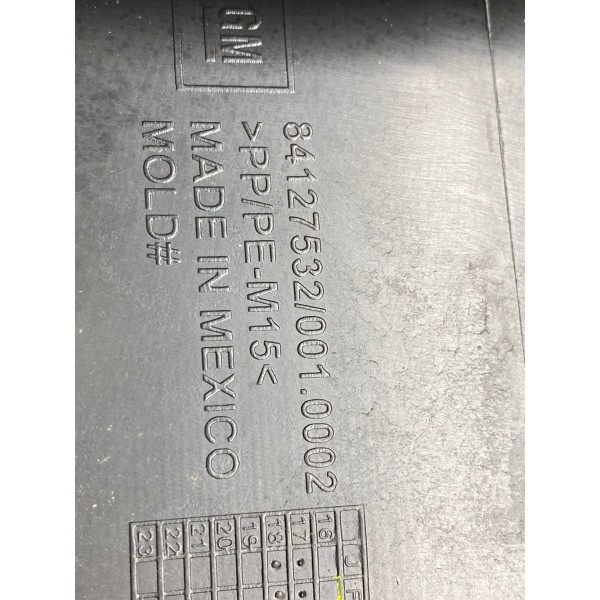 GM
84127532/001.0002
>PP/PE-M15<
MADE IN MEXICO
MOLD#
J F
16
17
18
19
20
21
22
23